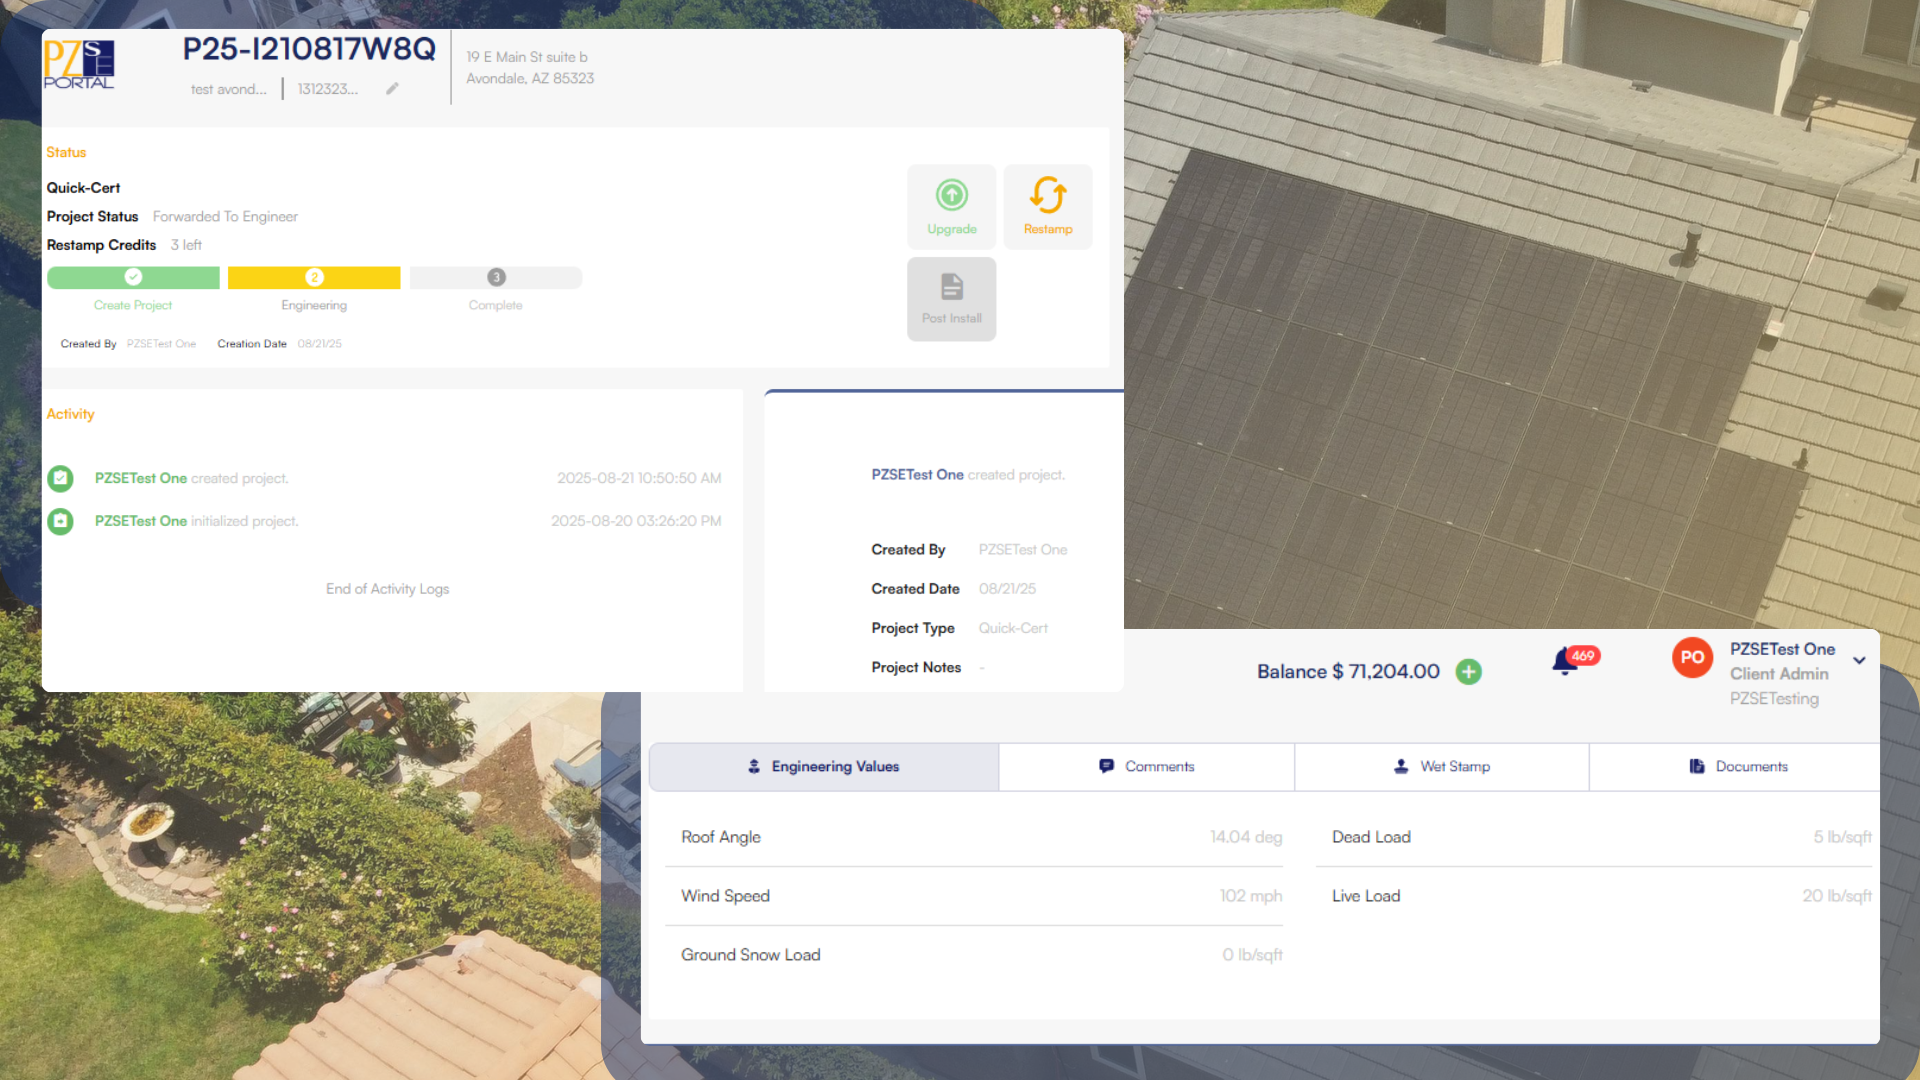 PZSE
PORTAL
P25-I210817W8Q
test avond...
1312323...
19 E Main St suite b
Avondale, AZ 85323
Status
Quick-Cert
Project Status Forwarded To Engineer
Restamp Credits 3 left
2
3
Create Project
Engineering
Complete
Created By PZSETest One Creation Date 08/21/25
Upgrade
Restamp
Post Install
Activity
PZSETest One created project. 2025-08-21 10:50:50 AM
PZSETest One initialized project. 2025-08-20 03:26:20 PM
End of Activity Logs
PZSETest One created project.
Created By PZSETest One
Created Date 08/21/25
Project Type Quick-Cert
Project Notes -
Balance $ 71,204.00
469
PO
PZSETest One
Client Admin
PZSETesting
Engineering Values
Comments
Wet Stamp
Documents
Roof Angle 14.04 deg
Dead Load 5 lb/sqft
Wind Speed 102 mph
Live Load 20 lb/sqft
Ground Snow Load 0 lb/sqft